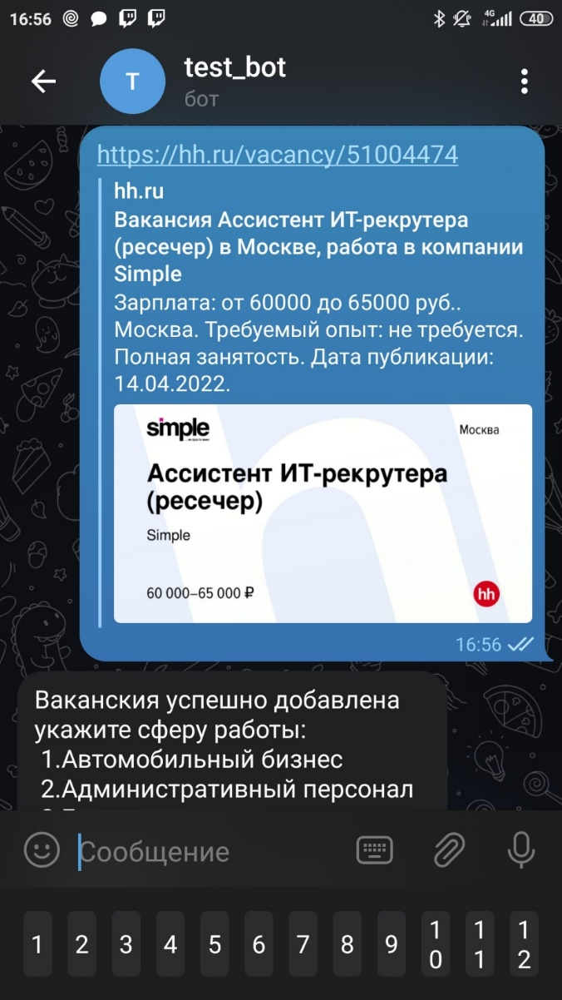 16:56
4G
40
T
test_bot
бот
https://hh.ru/vacancy/51004474
hh.ru
Вакансия Ассистент ИТ-рекрутера
(ресечер) в Москве, работа в компании
Simple
Зарплата: от 60000 до 65000 руб..
Москва. Требуемый опыт: не требуется.
Полная занятость. Дата публикации:
14.04.2022.
simple
Москва
Ассистент ИТ-рекрутера
(ресечер)
Simple
60 000–65 000 ₽
hh
16:56
Ваканския успешно добавлена
укажите сферу работы:
1.Автомобильный бизнес
2.Административный персонал
Сообщение
1 2 3 4 5 6 7 8 9 10 11 12